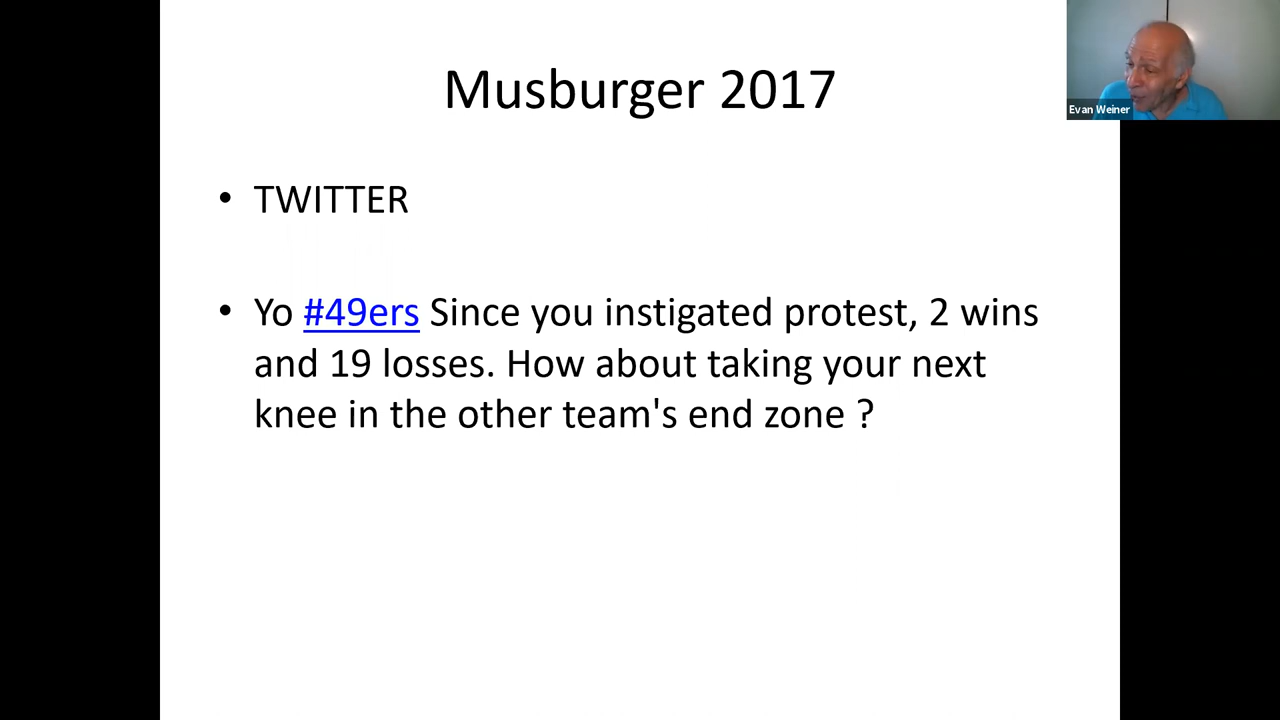 Musburger 2017
Evan Weiner
• TWITTER
• Yo #49ers Since you instigated protest, 2 wins
and 19 losses. How about taking your next
knee in the other team's end zone ?